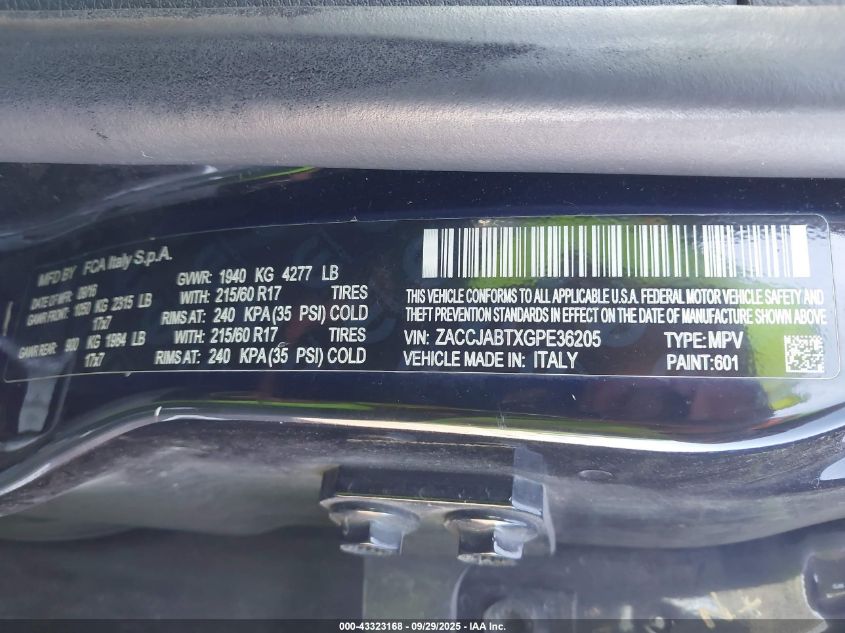 MFD BY FCA Italy S.p.A.
DATE OF MFR 03/16
GVWR: 1940 KG 4277 LB
GAWR FRONT: 1050 KG 2315 LB WITH: 215/60 R17 TIRES
17x7 RIMS AT: 240 KPA(35 PSI) COLD
GAWR REAR: 900 KG 1984 LB WITH: 215/60 R17 TIRES
17x7 RIMS AT: 240 KPA(35 PSI) COLD
THIS VEHICLE CONFORMS TO ALL APPLICABLE U.S.A. FEDERAL MOTOR VEHICLE SAFETY, BUMPER, AND
THEFT PREVENTION STANDARDS IN EFFECT ON THE DATE OF MANUFACTURE SHOWN ABOVE.
VIN: ZACCJABTXGPE36205 TYPE: MPV
VEHICLE MADE IN ITALY PAINT: 601
000-43323168 - 09/29/2025 - IAA Inc.